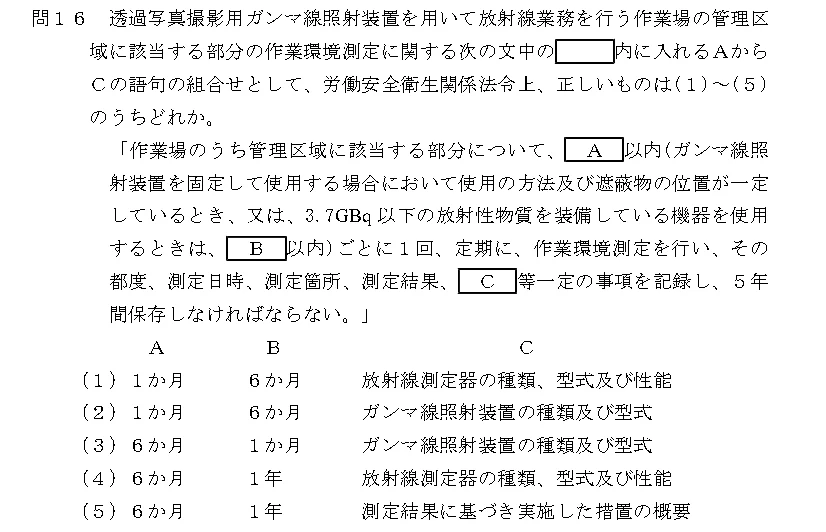 問16 透過写真撮影用ガンマ線照射装置を用いて放射線業務を行う作業場の管理区
域に該当する部分の作業環境測定に関する次の文中の 内に入れるAから
Cの語句の組合せとして、労働安全衛生関係法令上、正しいものは(1)~(5)
のうちどれか。
「作業場のうち管理区域に該当する部分について、 A 以内(ガンマ線照
射装置を固定して使用する場合において使用の方法及び遮蔽物の位置が一定
しているとき、又は、3.7GBq以下の放射性物質を装備している機器を使用
するときは、 B 以内)ごとに1回、定期に、作業環境測定を行い、その
都度、測定日時、測定箇所、測定結果、 C 等一定の事項を記録し、5年
間保存しなければならない。」
A B C
(1) 1か月 6か月 放射線測定器の種類、型式及び性能
(2) 1か月 6か月 ガンマ線照射装置の種類及び型式
(3) 6か月 1か月 ガンマ線照射装置の種類及び型式
(4) 6か月 1年 放射線測定器の種類、型式及び性能
(5) 6か月 1年 測定結果に基づき実施した措置の概要